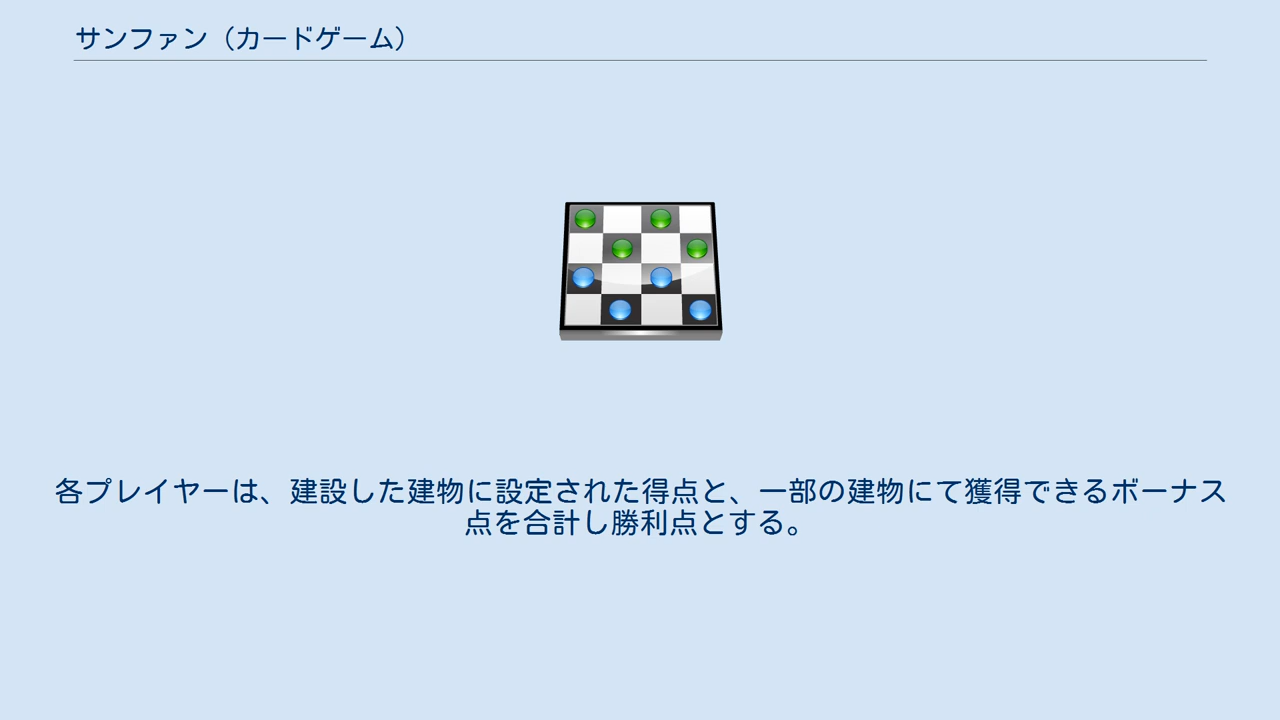 サンファン（カードゲーム）
各プレイヤーは、建設した建物に設定された得点と、一部の建物にて獲得できるボーナス
点を合計し勝利点とする。